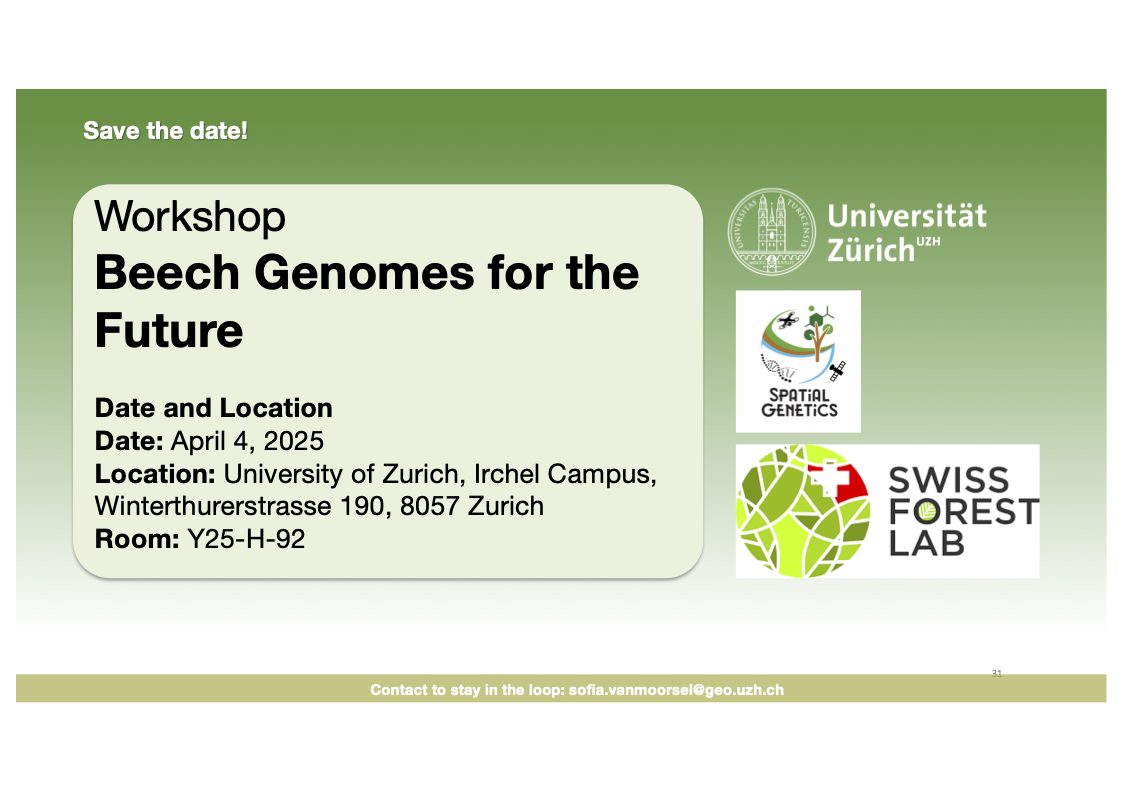 Save the date!
Workshop
Beech Genomes for the
Future
Date and Location
Date: April 4, 2025
Location: University of Zurich, Irchel Campus,
Winterthurerstrasse 190, 8057 Zurich
Room: Y25-H-92
UNIVERSITAS TURICENSIS
Universität
Zürich UZH
SPATIAL
GENETICS
SWISS
FOREST
LAB
31
Contact to stay in the loop: sofia.vanmoorsel@geo.uzh.ch